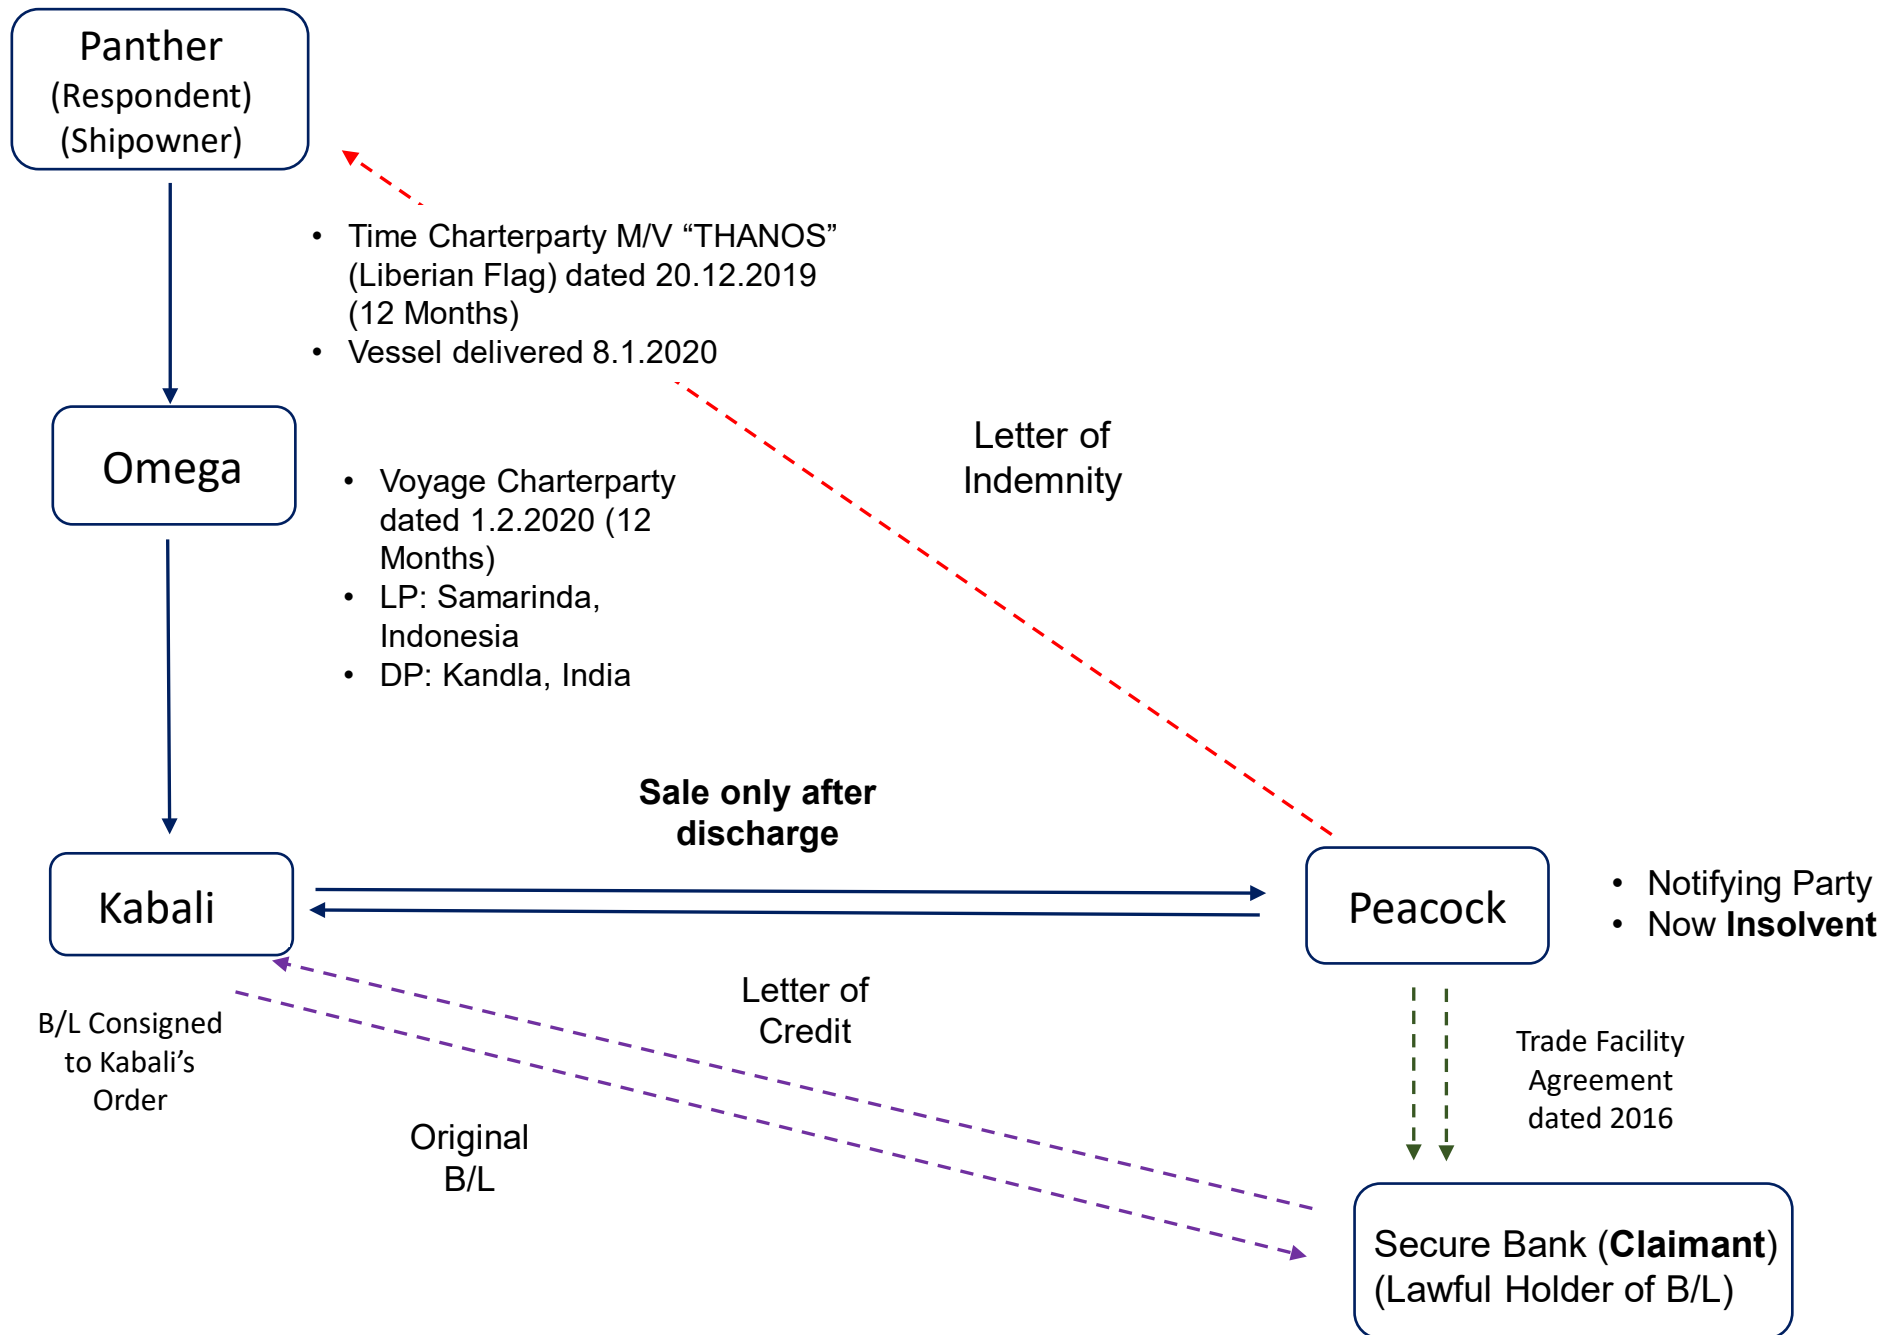 Panther
(Respondent)
(Shipowner)
• Time Charterparty M/V “THANOS”
(Liberian Flag) dated 20.12.2019
(12 Months)
• Vessel delivered 8.1.2020
Omega
Letter of
Indemnity
• Voyage Charterparty
dated 1.2.2020 (12
Months)
• LP: Samarinda,
Indonesia
• DP: Kandla, India
Sale only after
discharge
Kabali
Peacock
• Notifying Party
• Now Insolvent
Letter of
Credit
B/L Consigned
to Kabali’s
Order
Trade Facility
Agreement
dated 2016
Original
B/L
Secure Bank (Claimant)
(Lawful Holder of B/L)